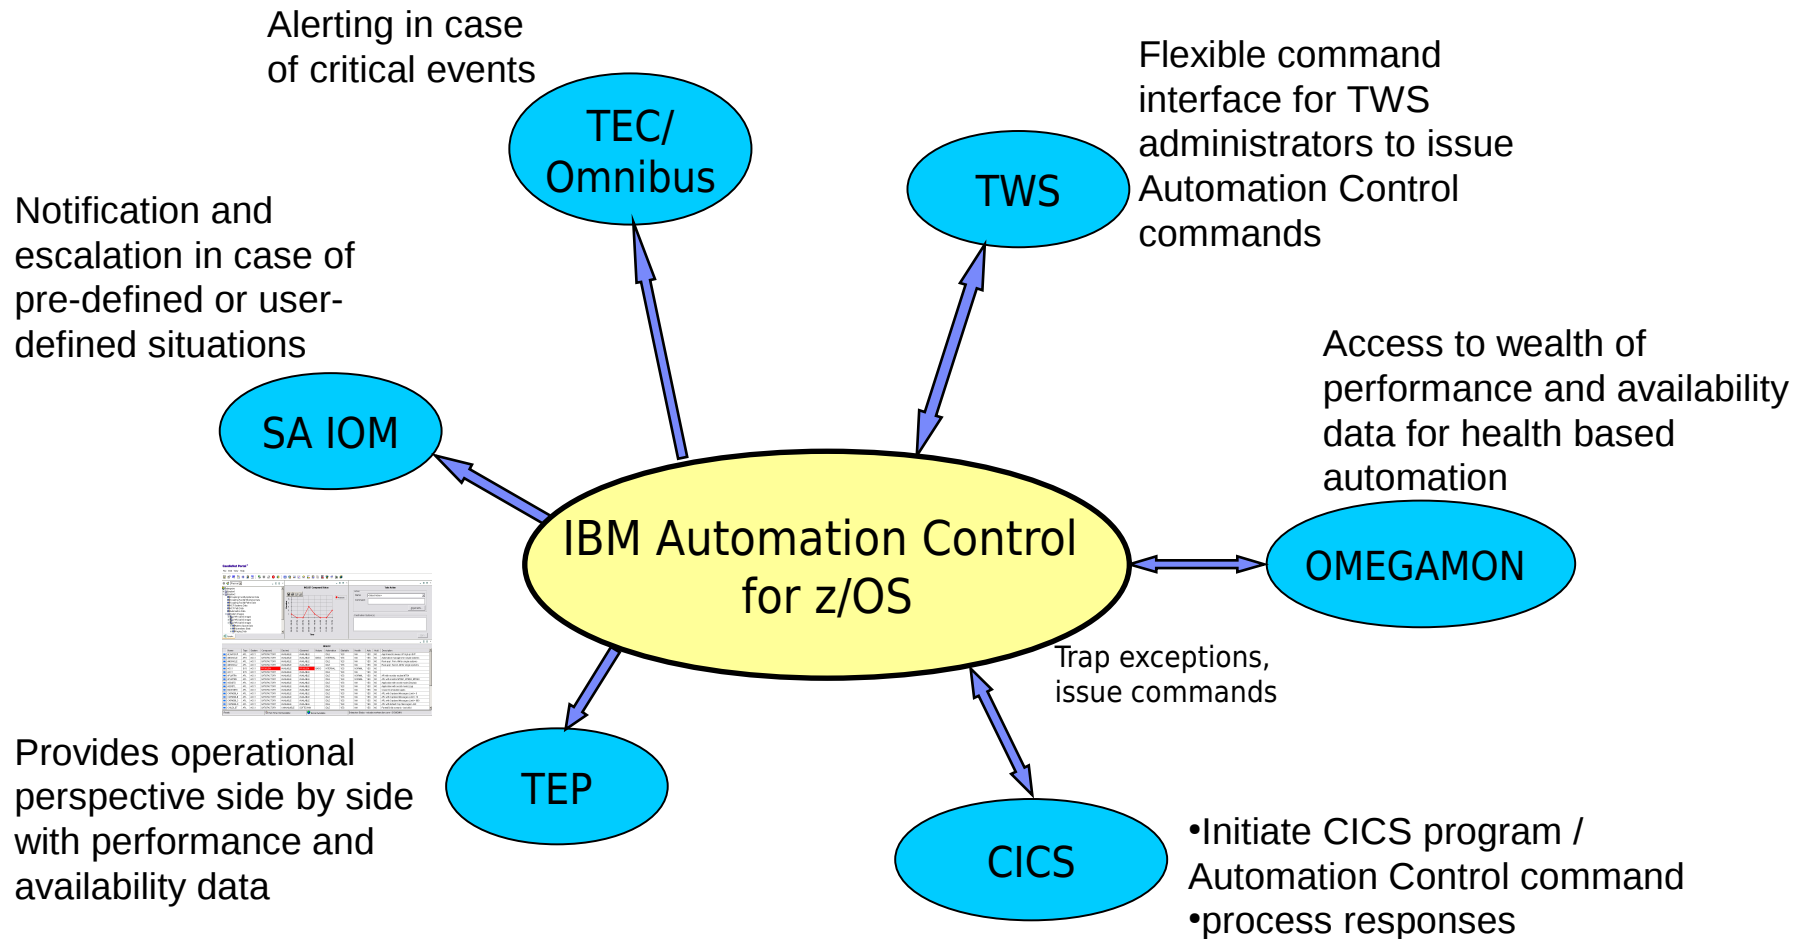 Alerting in case
of critical events
TEC/
Omnibus
Flexible command
interface for TWS
administrators to issue
Automation Control
commands
TWS
Notification and
escalation in case of
pre-defined or user-
defined situations
SA IOM
Access to wealth of
performance and availability
data for health based
automation
OMEGAMON
IBM Automation Control
for z/OS
Trap exceptions,
issue commands
Provides operational
perspective side by side
with performance and
availability data
TEP
CICS
•Initiate CICS program /
Automation Control command
•process responses